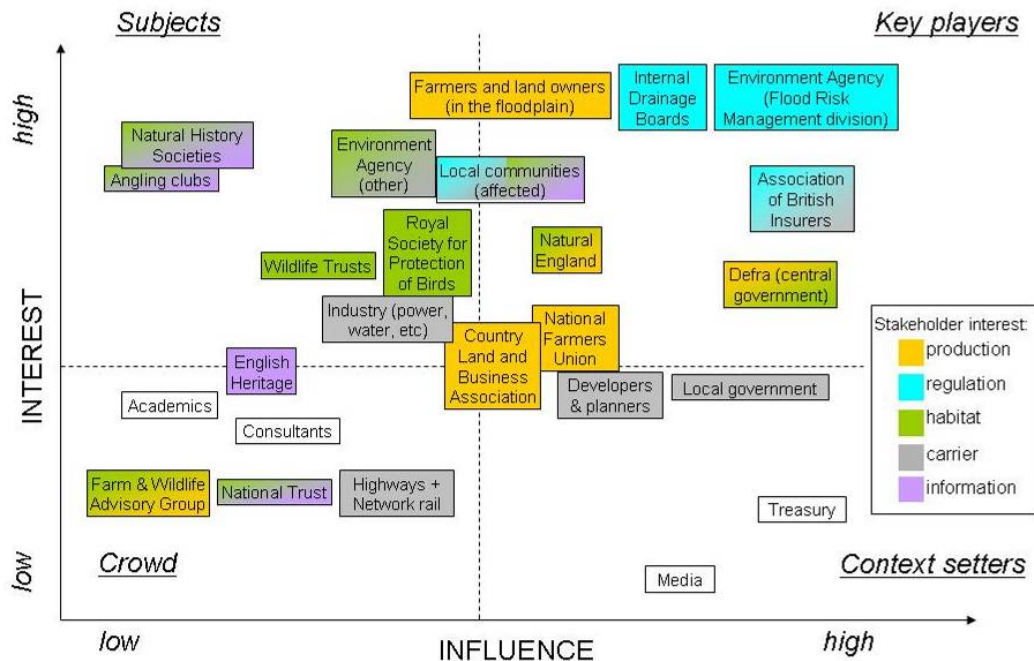 Subjects
Key players
high
Farmers and land owners
(in the floodplain)
Internal
Drainage
Boards
Environment Agency
(Flood Risk
Management division)
Natural History
Societies
Angling clubs
Environment
Agency
(other)
Local communities
(affected)
Association
of British
Insurers
Royal
Society for
Protection
of Birds
Wildlife Trusts
Natural
England
Defra (central
government)
Industry (power,
water, etc)
Country
Land and
Business
Association
National
Farmers
Union
Stakeholder interest:
production
regulation
habitat
carrier
information
INTEREST
English
Heritage
Academics
Consultants
Developers
& planners
Local government
Farm & Wildlife
Advisory Group
National Trust
Highways +
Network rail
Treasury
Media
low
Crowd
Context setters
low
INFLUENCE
high